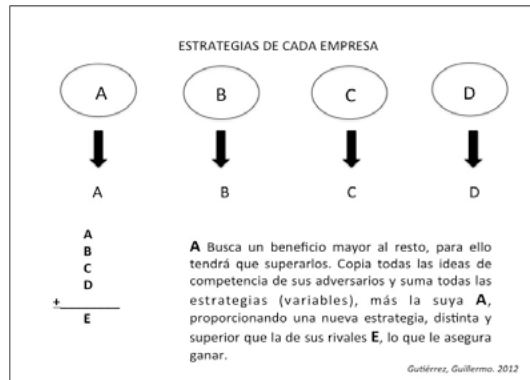 ESTRATEGIAS DE CADA EMPRESA
A B C D
A B C D
A
B
C
D
+
E
A Busca un beneficio mayor al resto, para ello
tendrá que superarlos. Copia todas las ideas de
competencia de sus adversarios y suma todas las
estrategias (variables), más la suya A,
proporcionando una nueva estrategia, distinta y
superior que la de sus rivales E, lo que le asegura
ganar.
Gutiérrez, Guillermo. 2012